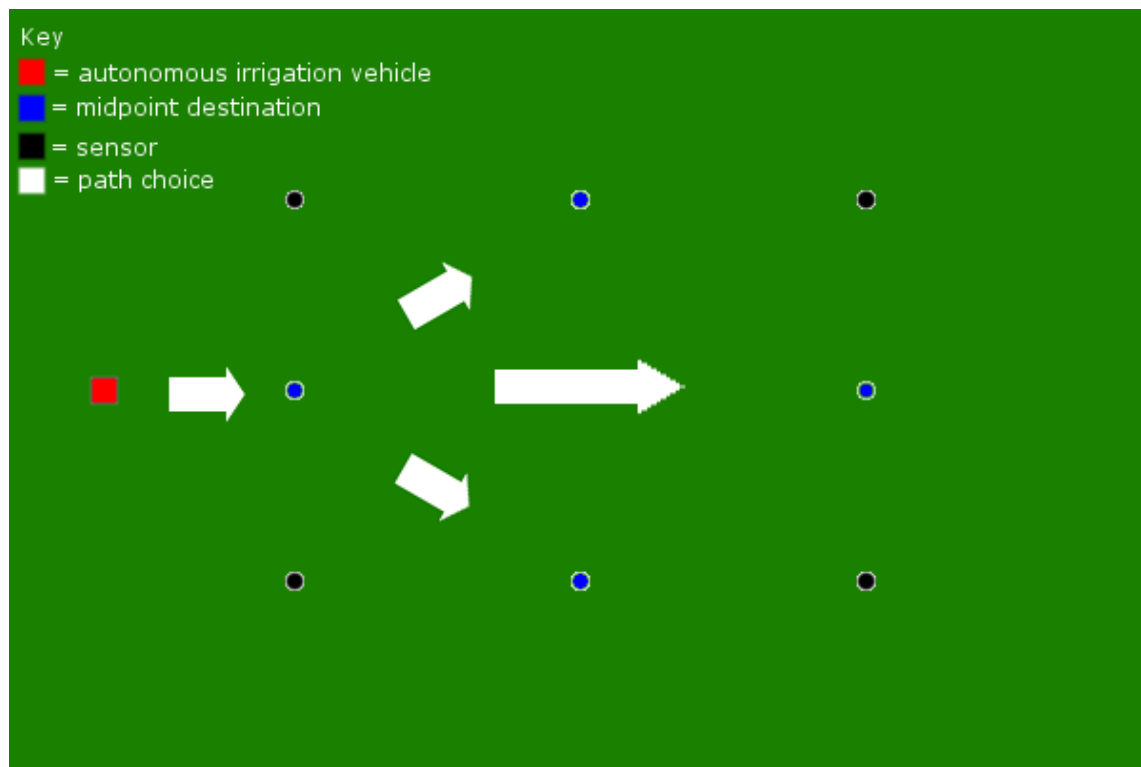 Key
= autonomous irrigation vehicle
= midpoint destination
= sensor
= path choice